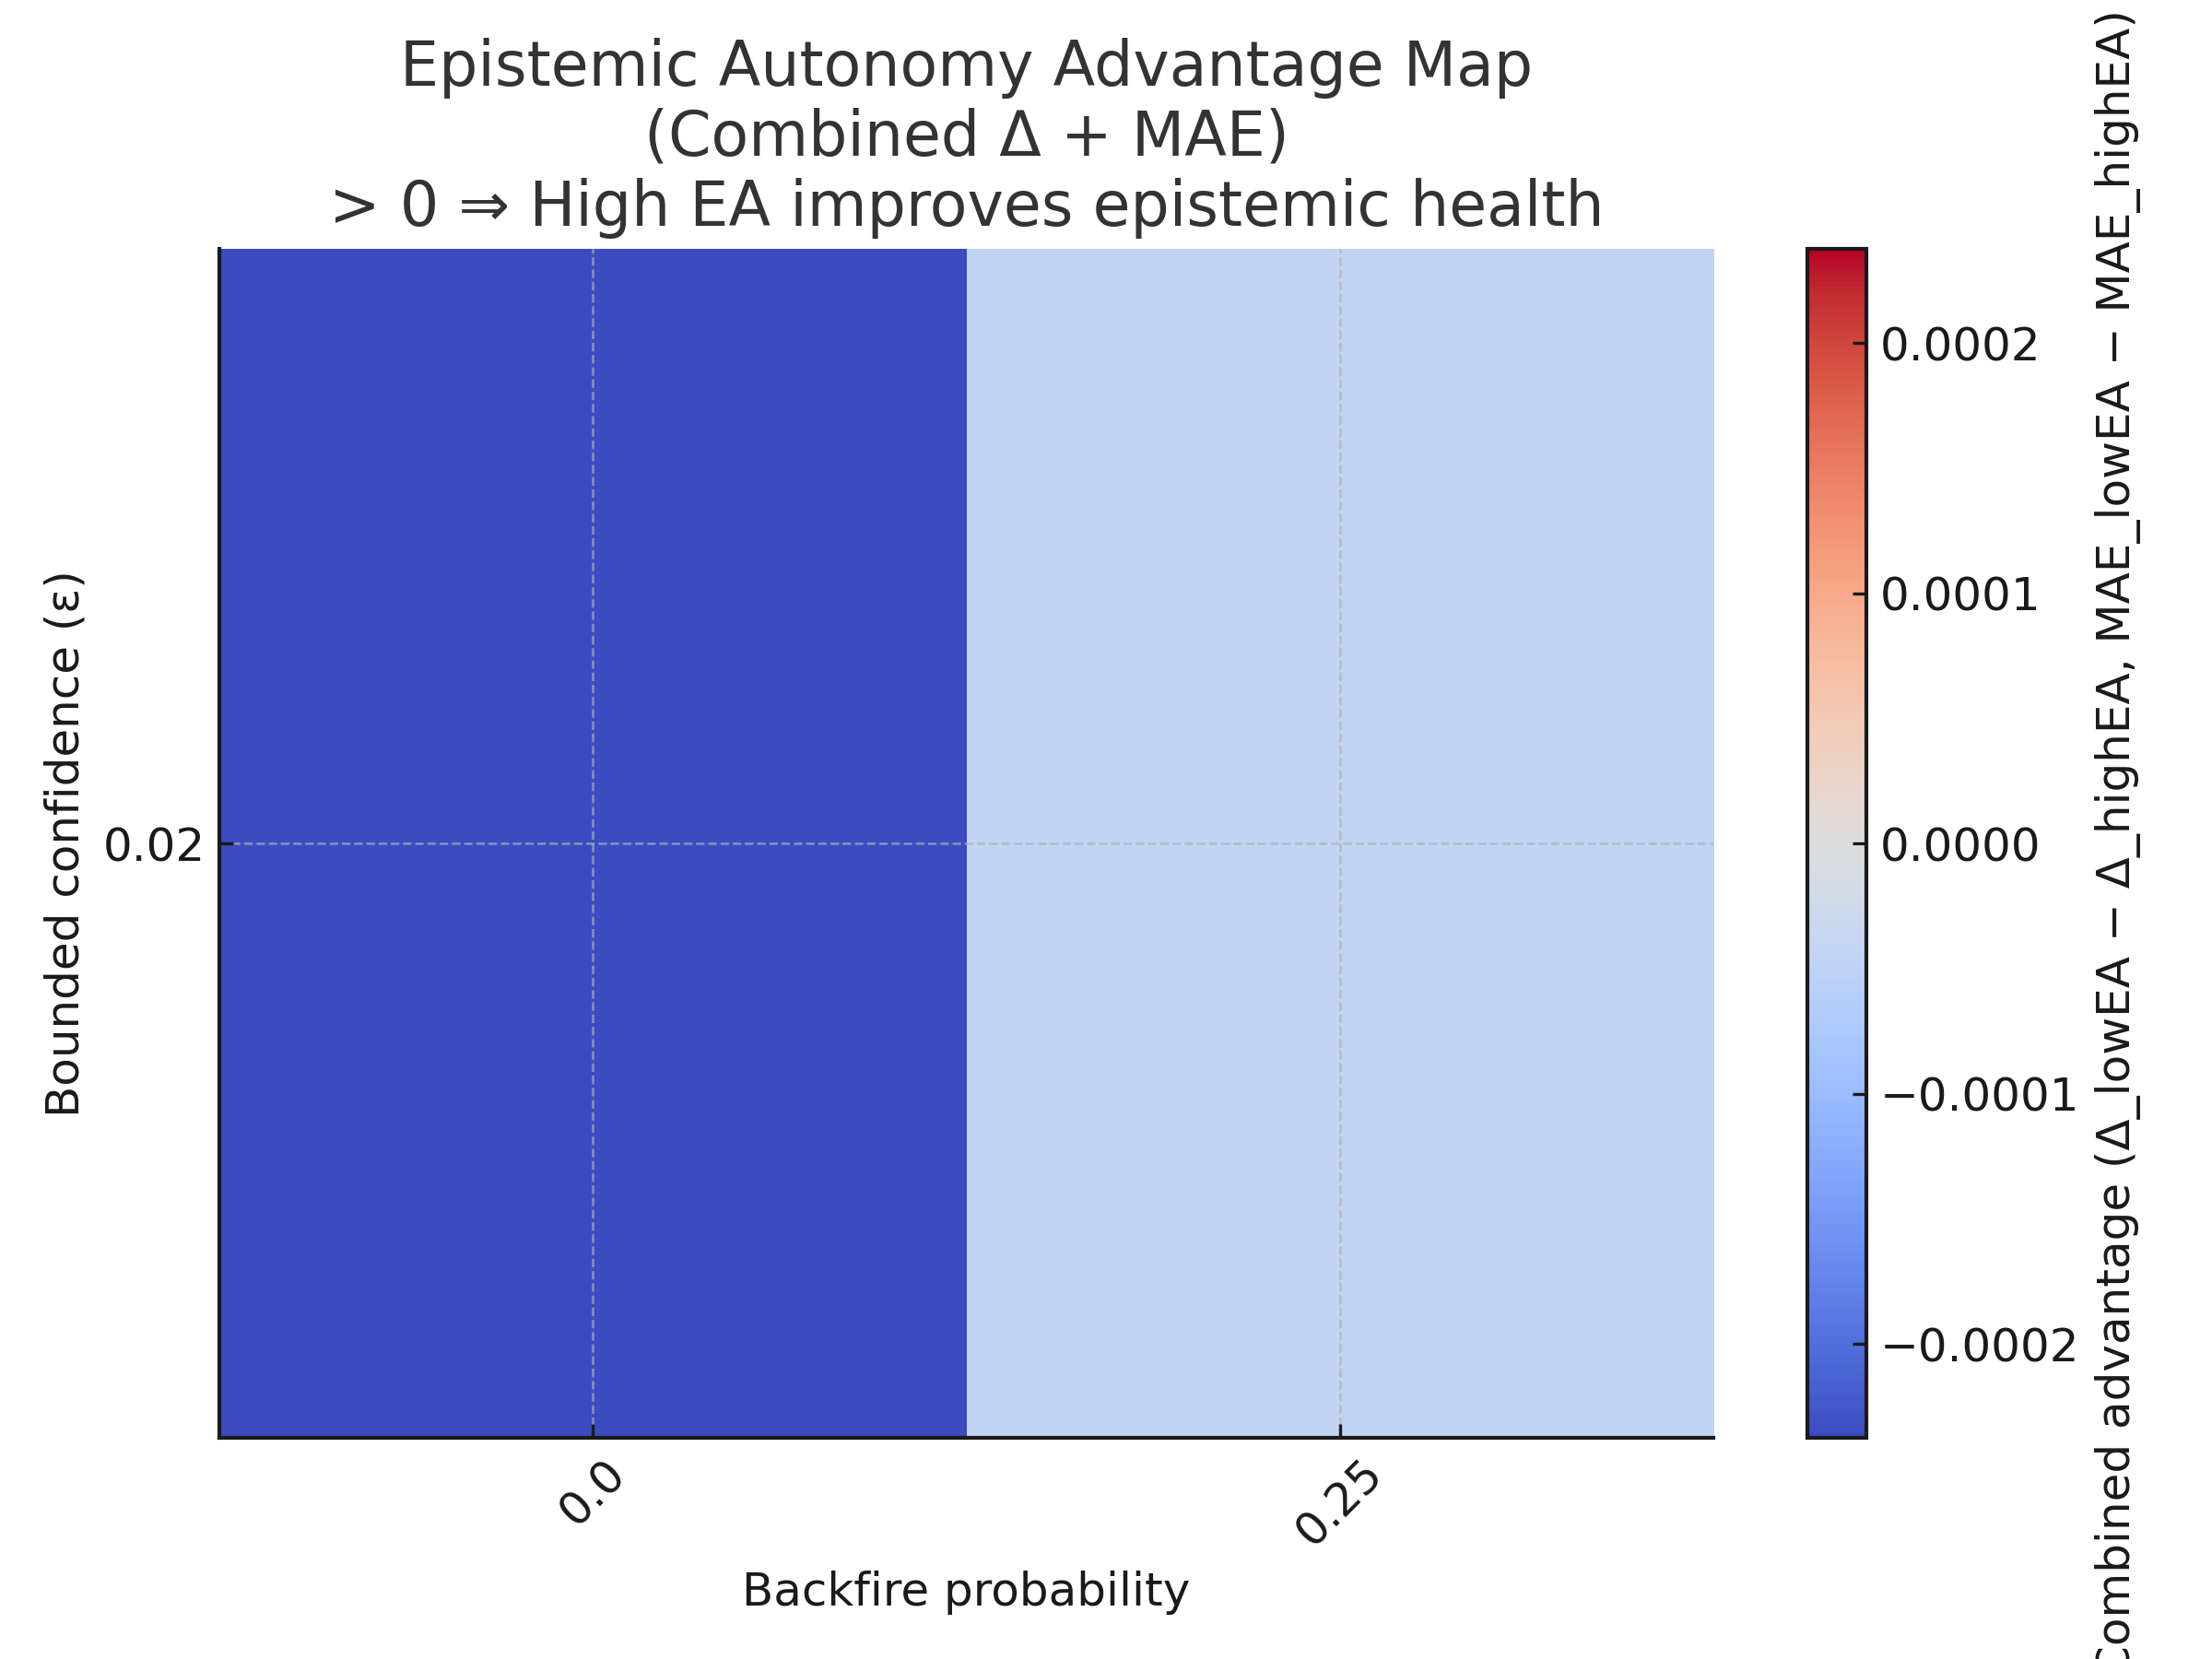 Epistemic Autonomy Advantage Map
(Combined Δ + MAE)
> 0 ⇒ High EA improves epistemic health
Bounded confidence (ε)
0.02
0.0
0.25
Backfire probability
0.0002
0.0001
0.0000
−0.0001
−0.0002
Combined advantage (Δ_lowEA − Δ_highEA, MAE_lowEA − MAE_highEA)